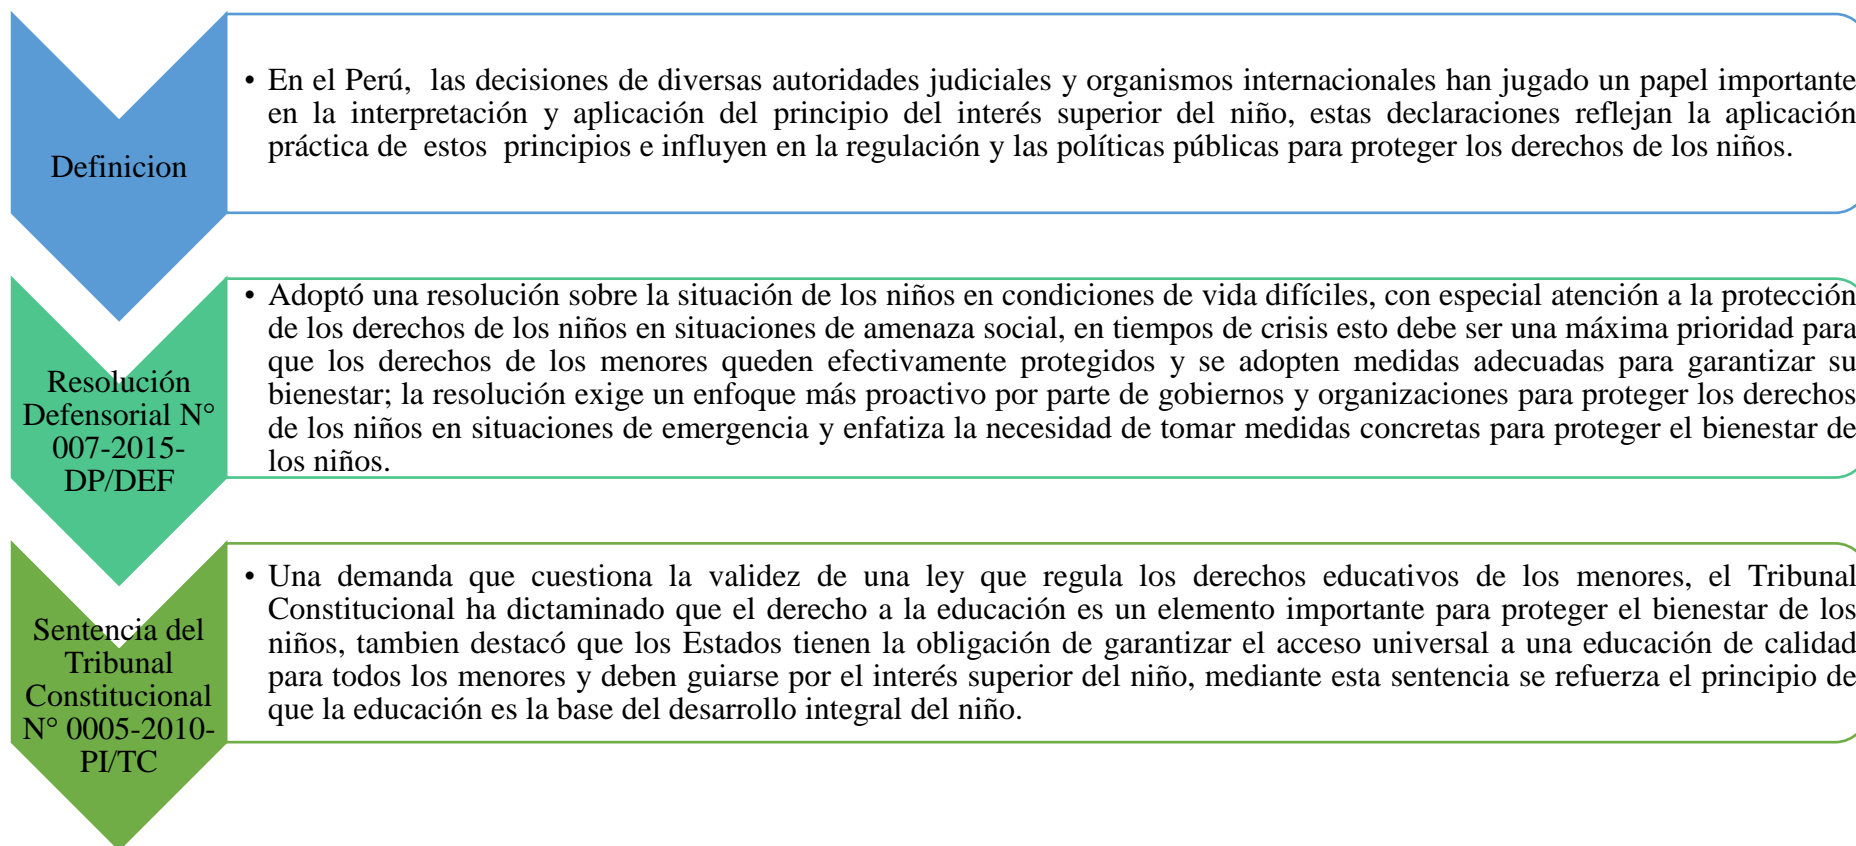 Definicion
• En el Perú, las decisiones de diversas autoridades judiciales y organismos internacionales han jugado un papel importante
en la interpretación y aplicación del principio del interés superior del niño, estas declaraciones reflejan la aplicación
práctica de estos principios e influyen en la regulación y las políticas públicas para proteger los derechos de los niños.
Resolución
Defensorial N°
007-2015-
DP/DEF
• Adoptó una resolución sobre la situación de los niños en condiciones de vida difíciles, con especial atención a la protección
de los derechos de los niños en situaciones de amenaza social, en tiempos de crisis esto debe ser una máxima prioridad para
que los derechos de los menores queden efectivamente protegidos y se adopten medidas adecuadas para garantizar su
bienestar; la resolución exige un enfoque más proactivo por parte de gobiernos y organizaciones para proteger los derechos
de los niños en situaciones de emergencia y enfatiza la necesidad de tomar medidas concretas para proteger el bienestar de
los niños.
Sentencia del
Tribunal
Constitucional
N° 0005-2010-
PI/TC
• Una demanda que cuestiona la validez de una ley que regula los derechos educativos de los menores, el Tribunal
Constitucional ha dictaminado que el derecho a la educación es un elemento importante para proteger el bienestar de los
niños, tambien destacó que los Estados tienen la obligación de garantizar el acceso universal a una educación de calidad
para todos los menores y deben guiarse por el interés superior del niño, mediante esta sentencia se refuerza el principio de
que la educación es la base del desarrollo integral del niño.